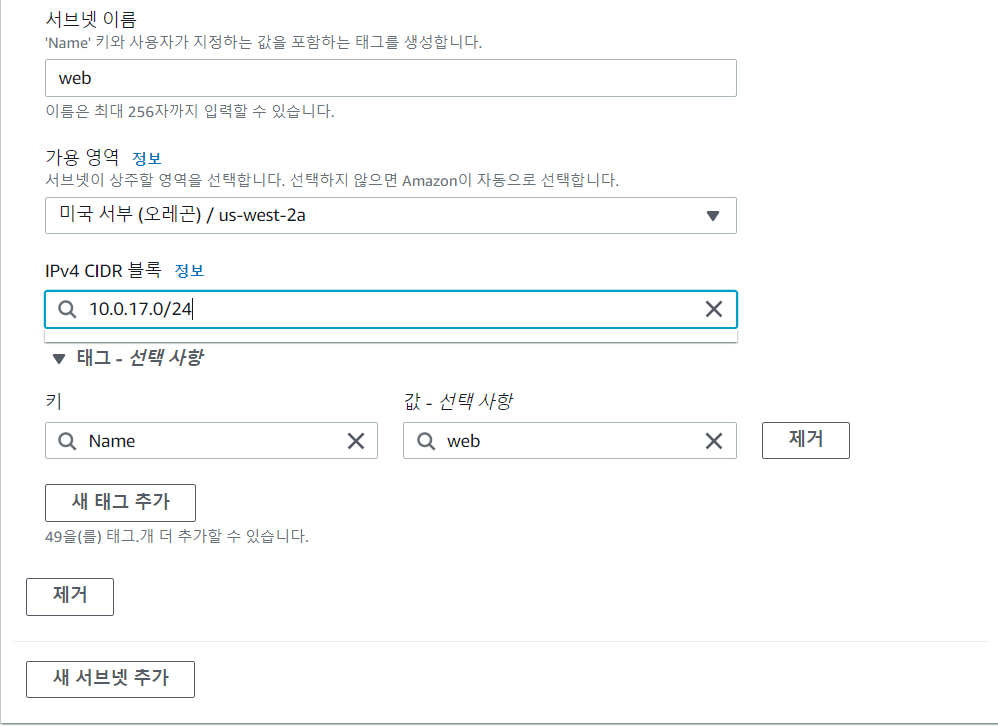 서브넷 이름
'Name' 키와 사용자가 지정하는 값을 포함하는 태그를 생성합니다.
web
이름은 최대 256자까지 입력할 수 있습니다.
가용 영역 정보
서브넷이 상주할 영역을 선택합니다. 선택하지 않으면 Amazon이 자동으로 선택합니다.
미국 서부 (오레곤) / us-west-2a
IPv4 CIDR 블록 정보
10.0.17.0/24
태그 - 선택 사항
키 값 - 선택 사항
Name web 제거
새 태그 추가
49을(를) 태그.개 더 추가할 수 있습니다.
제거
새 서브넷 추가